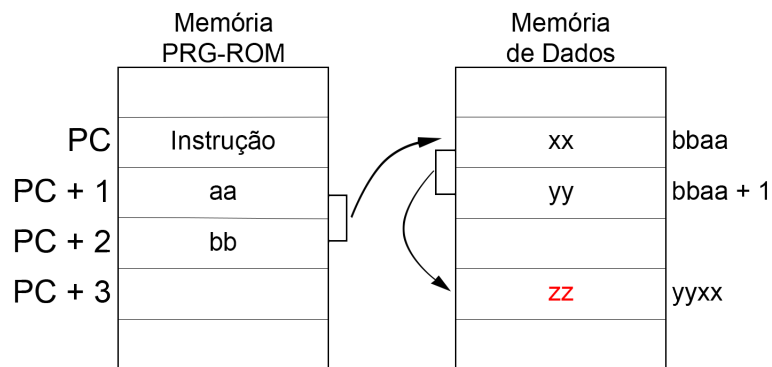 Memória
PRG-ROM
Memória
de Dados
PC
Instrução
xx
bbaa
PC + 1
aa
yy
bbaa + 1
PC + 2
bb
PC + 3
zz
yyxx